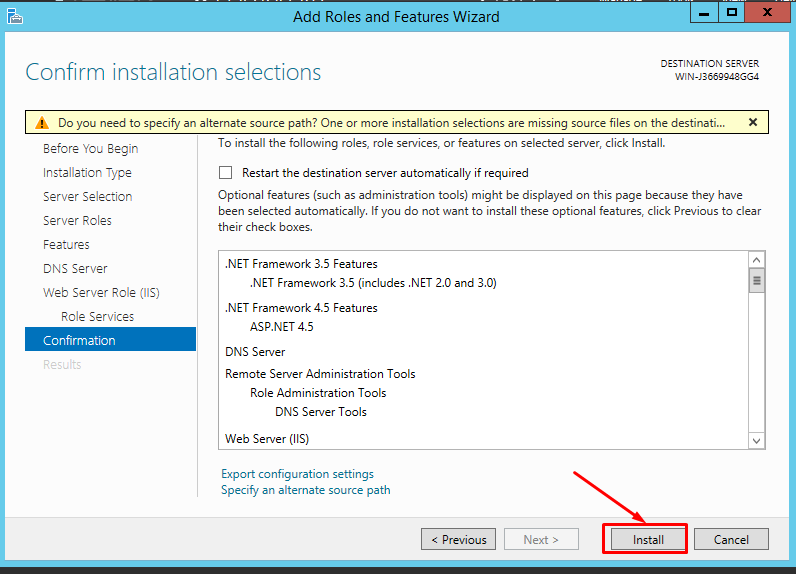 Add Roles and Features Wizard
Confirm installation selections
DESTINATION SERVER
WIN-J3669948GG4
Do you need to specify an alternate source path? One or more installation selections are missing source files on the destinati...
Before You Begin
Installation Type
Server Selection
Server Roles
Features
DNS Server
Web Server Role (IIS)
Role Services
Confirmation
Results
To install the following roles, role services, or features on selected server, click Install.
Restart the destination server automatically if required
Optional features (such as administration tools) might be displayed on this page because they have
been selected automatically. If you do not want to install these optional features, click Previous to clear
their check boxes.
.NET Framework 3.5 Features
.NET Framework 3.5 (includes .NET 2.0 and 3.0)
.NET Framework 4.5 Features
ASP.NET 4.5
DNS Server
Remote Server Administration Tools
Role Administration Tools
DNS Server Tools
Web Server (IIS)
Export configuration settings
Specify an alternate source path
< Previous
Next >
Install
Cancel